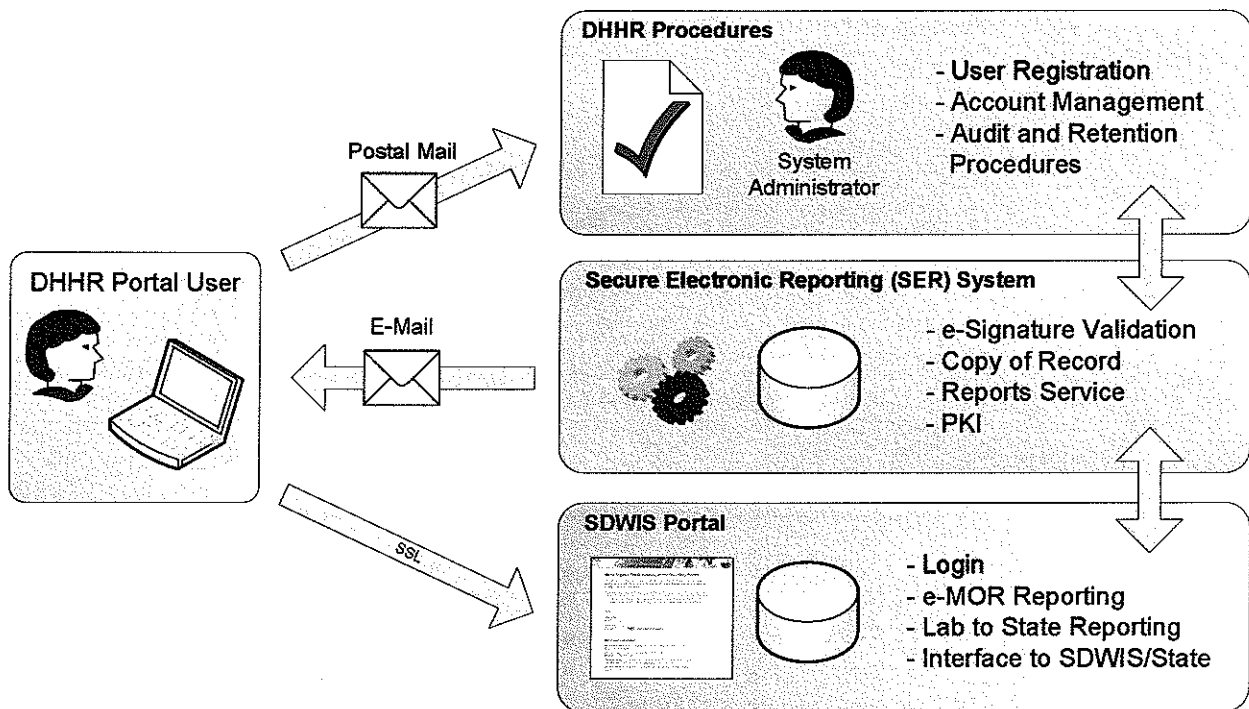 DHHR Procedures
- User Registration
- Account Management
- Audit and Retention
Procedures
System
Administrator
Postal Mail
DHHR Portal User
E-Mail
SSL
Secure Electronic Reporting (SER) System
- e-Signature Validation
- Copy of Record
- Reports Service
- PKI
SDWIS Portal
- Login
- e-MOR Reporting
- Lab to State Reporting
- Interface to SDWIS/State